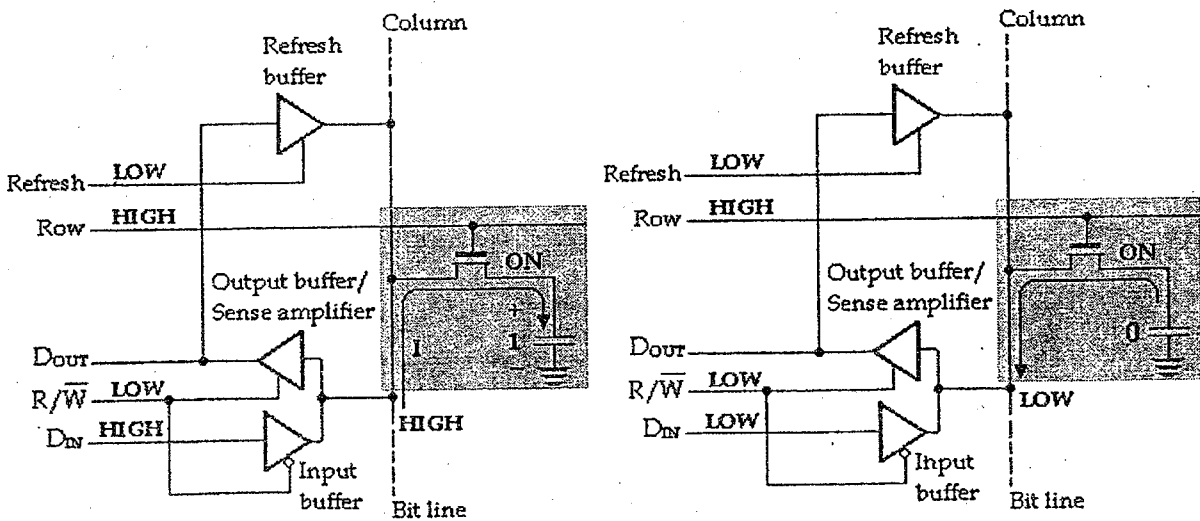 Column
Refresh
buffer
Refresh LOW
Row HIGH
ON
Output buffer/
Sense amplifier
+
I
1
−
DOUT
R/W̅ LOW
DIN HIGH
HIGH
Input
buffer
Bit line
Column
Refresh
buffer
Refresh LOW
Row HIGH
ON
Output buffer/
Sense amplifier
0
DOUT
R/W̅ LOW
DIN LOW
LOW
Input
buffer
Bit line